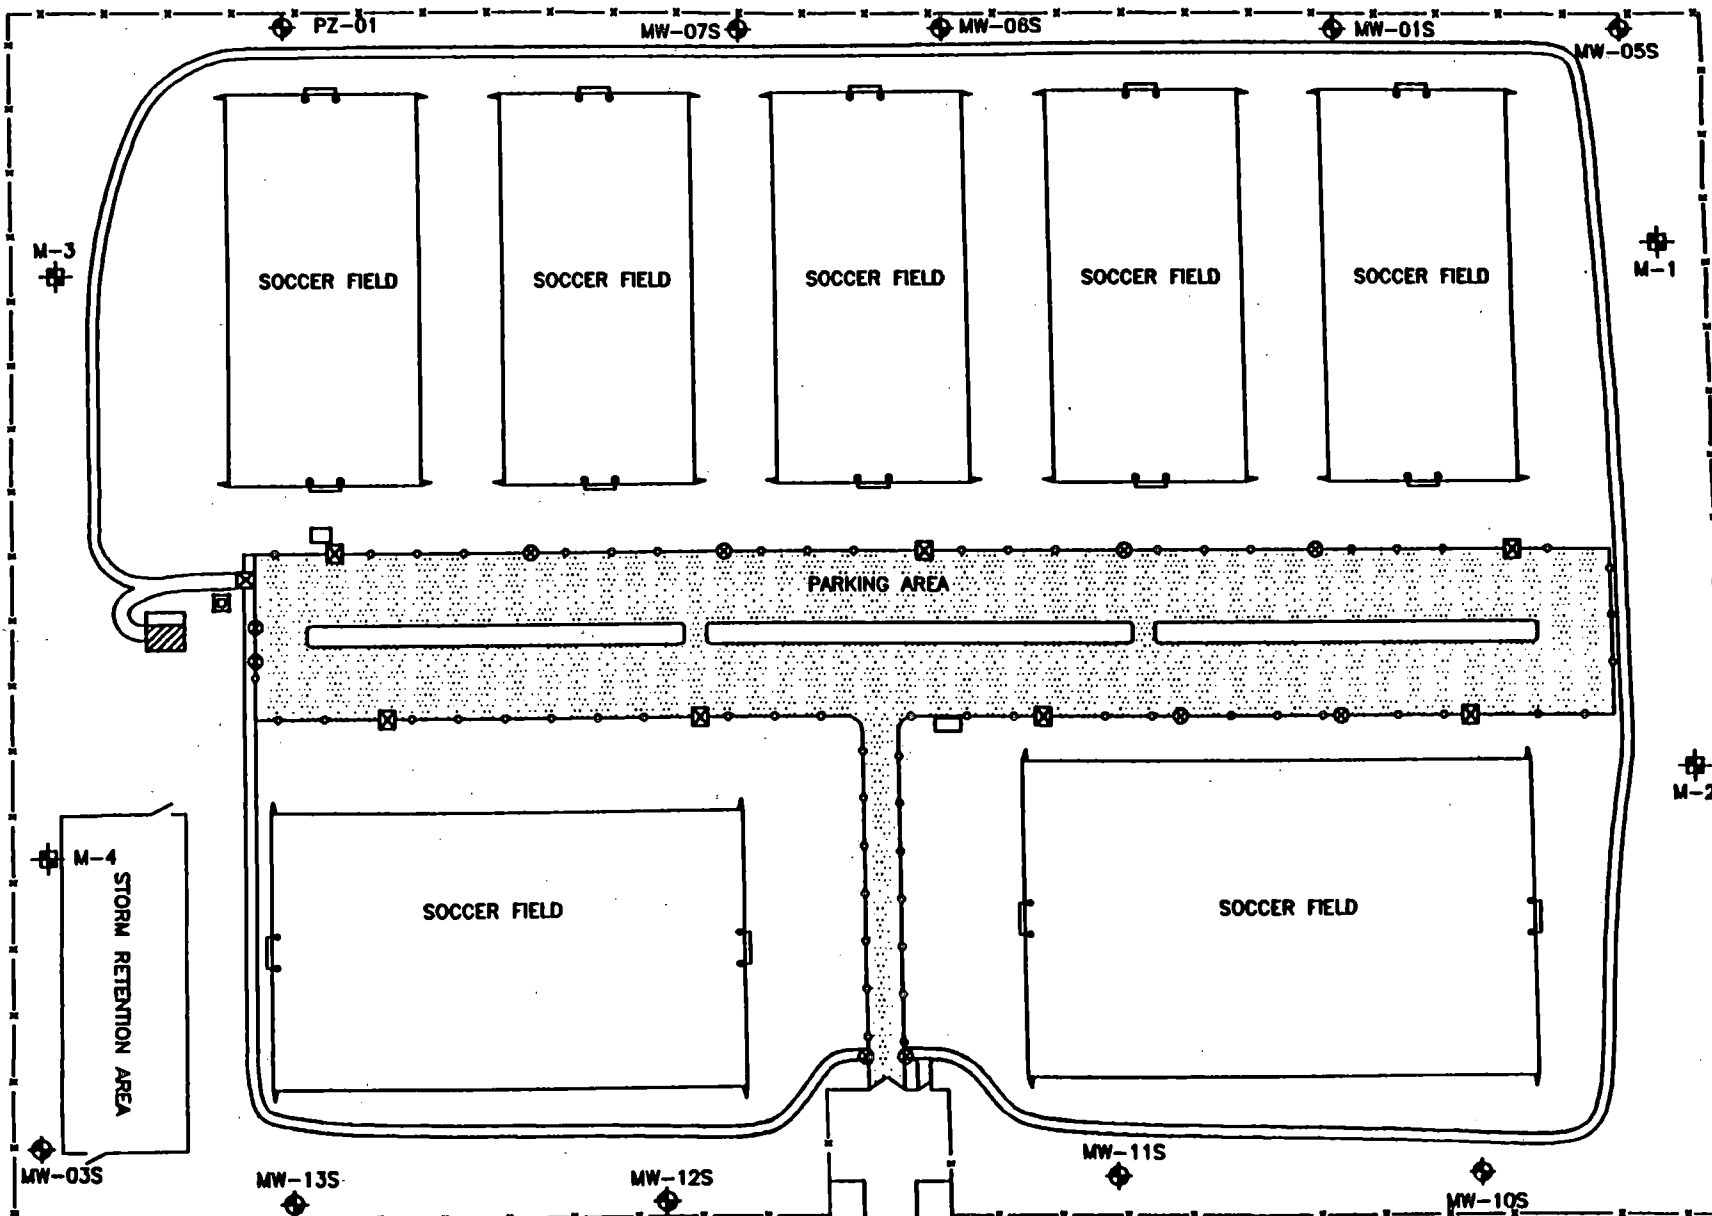 PZ-01
MW-07S
MW-06S
MW-01S
MW-05S
M-3
M-1
SOCCER FIELD
SOCCER FIELD
SOCCER FIELD
SOCCER FIELD
SOCCER FIELD
PARKING AREA
M-2
M-4
STORM RETENTION AREA
SOCCER FIELD
SOCCER FIELD
MW-03S
MW-13S
MW-12S
MW-11S
MW-10S